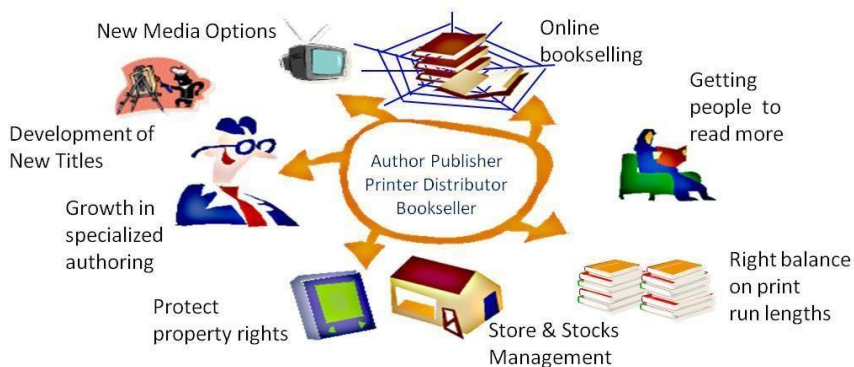 New Media Options
Online
bookselling
Getting
people to
read more
Development of
New Titles
Author Publisher
Printer Distributor
Bookseller
Growth in
specialized
authoring
Right balance
on print
run lengths
Protect
property rights
Store & Stocks
Management